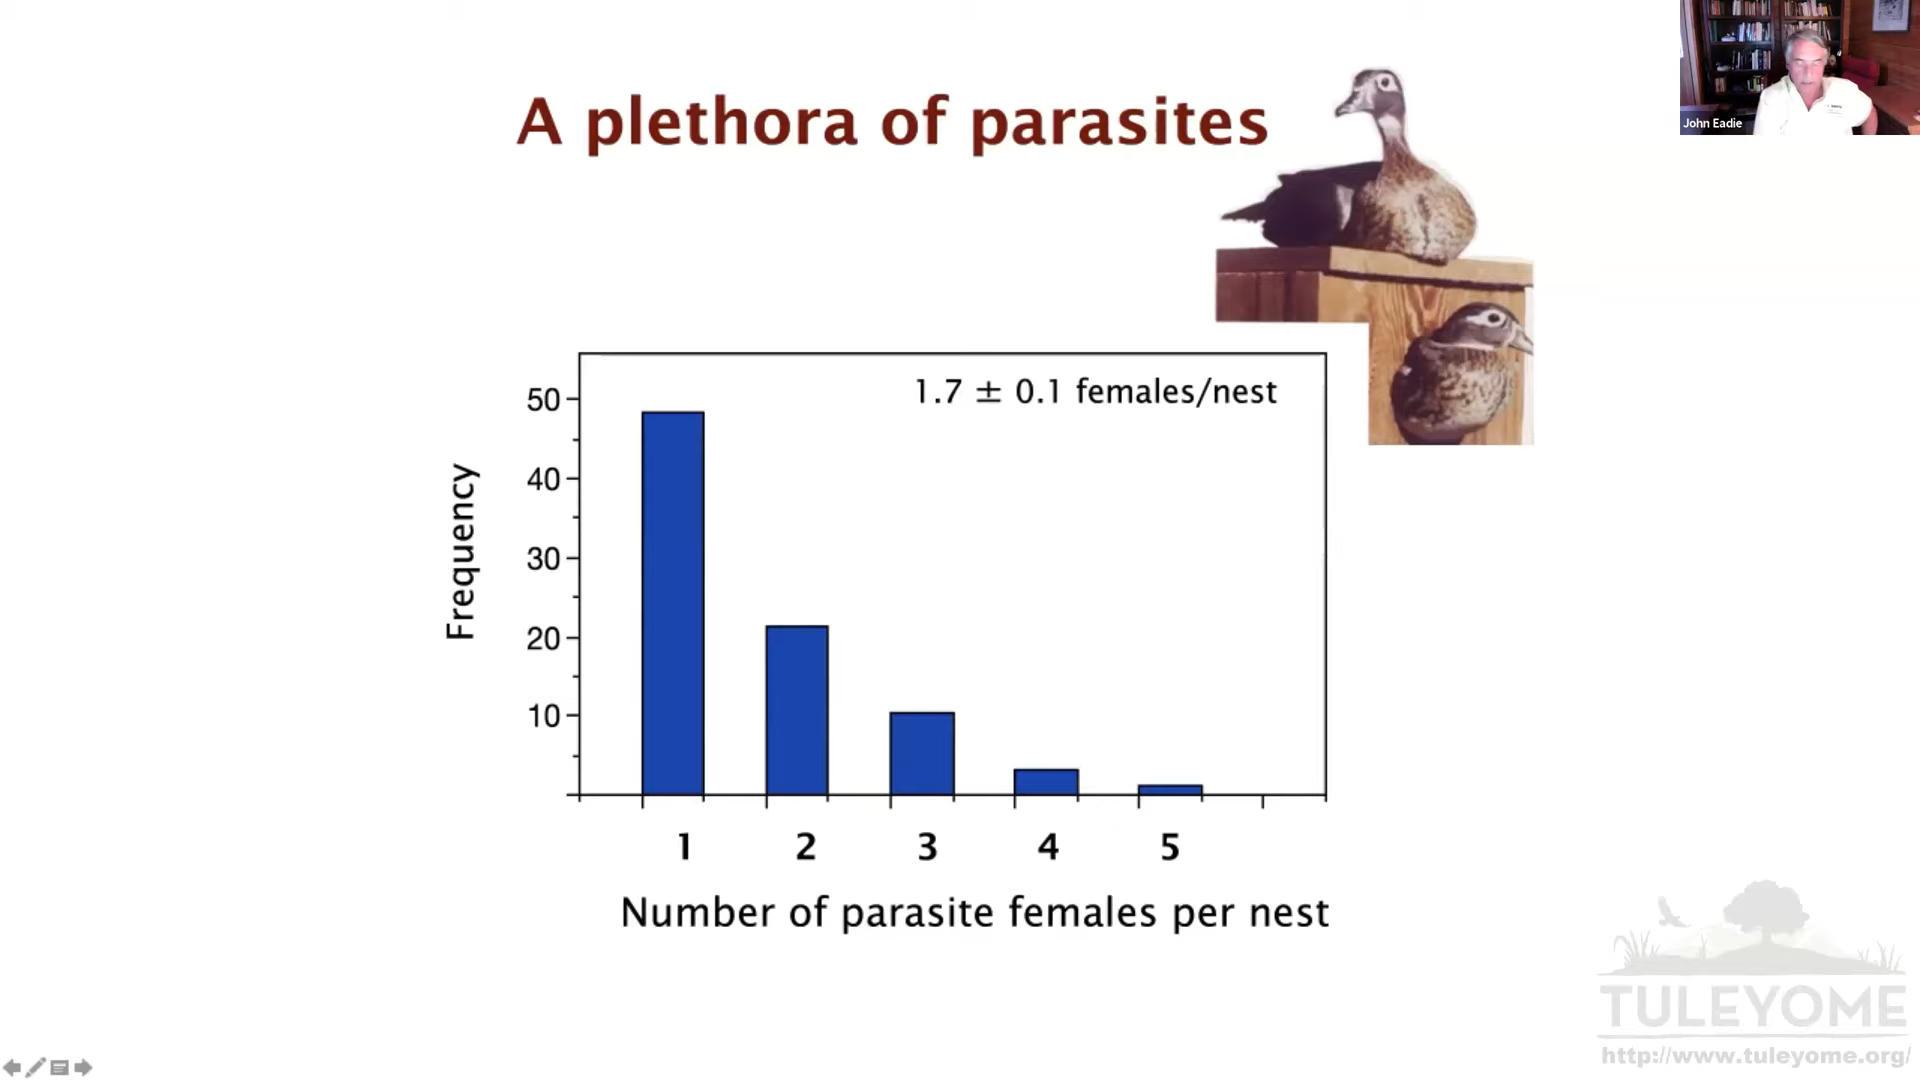 A plethora of parasites
John Eadie
1.7 ± 0.1 females/nest
50
40
30
20
10
Frequency
1 2 3 4 5
Number of parasite females per nest
TULEYOME
http://www.tuleyome.org/